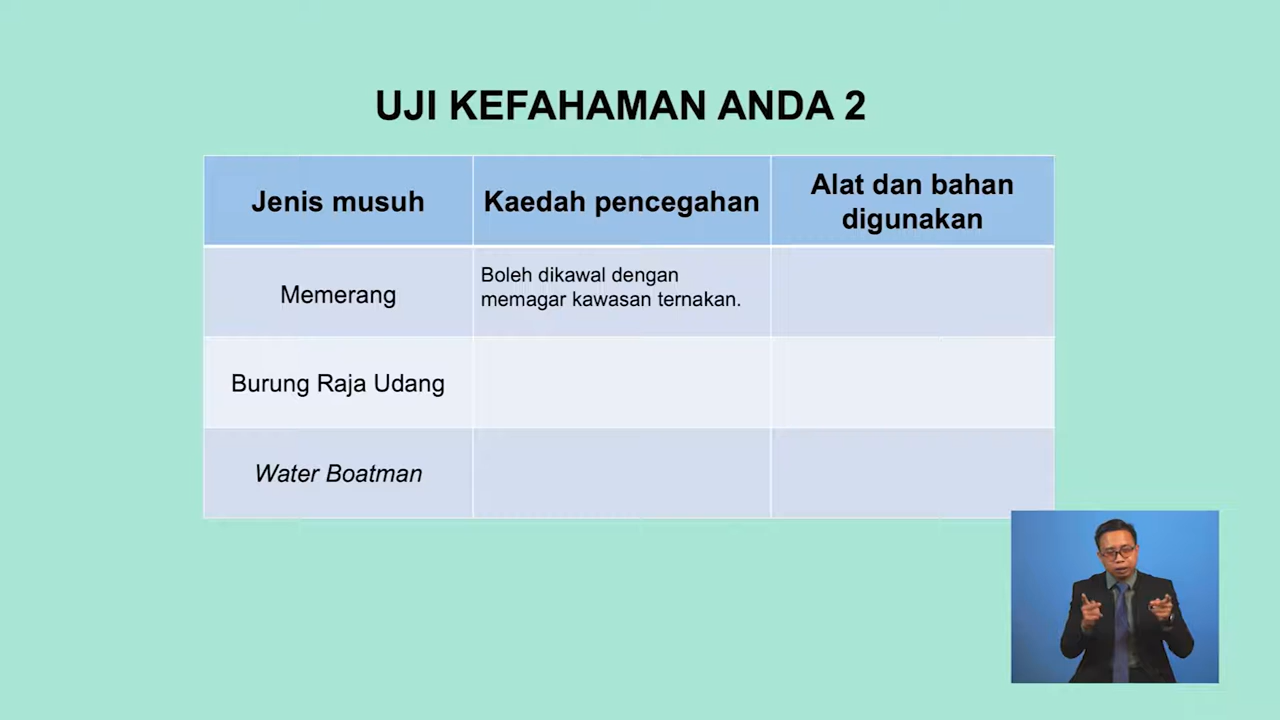 UJI KEFAHAMAN ANDA 2
Jenis musuh
Kaedah pencegahan
Alat dan bahan
digunakan
Memerang
Boleh dikawal dengan
memagar kawasan ternakan.
Burung Raja Udang
Water Boatman